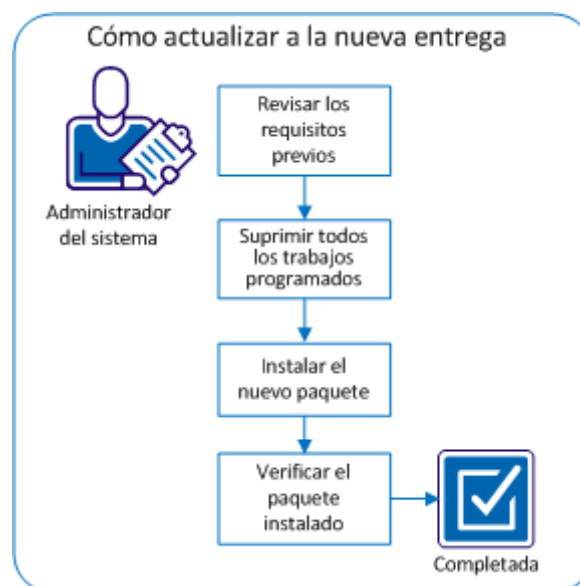 Cómo actualizar a la nueva entrega
Administrador
del sistema
Revisar los
requisitos
previos
Suprimir todos
los trabajos
programados
Instalar el
nuevo paquete
Verificar el
paquete
instalado
Completada